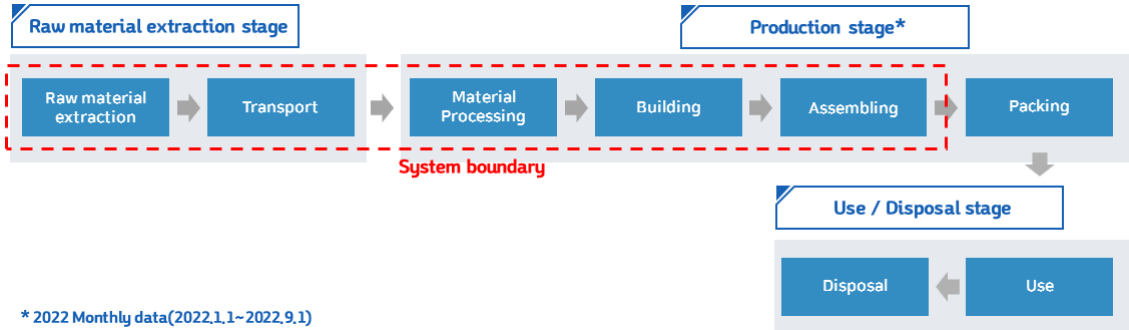 Raw material extraction stage
Production stage*
Raw material
extraction
Transport
Material
Processing
Building
Assembling
Packing
System boundary
Use / Disposal stage
Disposal
Use
* 2022 Monthly data(2022.1.1~2022.9.1)